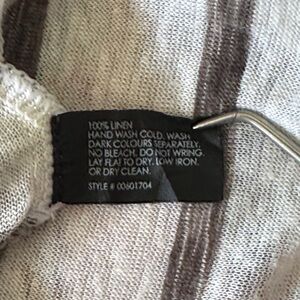 100% LINEN
HAND WASH COLD. WASH
DARK COLOURS SEPARATELY.
NO BLEACH. DO NOT WRING.
LAY FLAT TO DRY. LOW IRON.
OR DRY CLEAN.
STYLE # 00601704